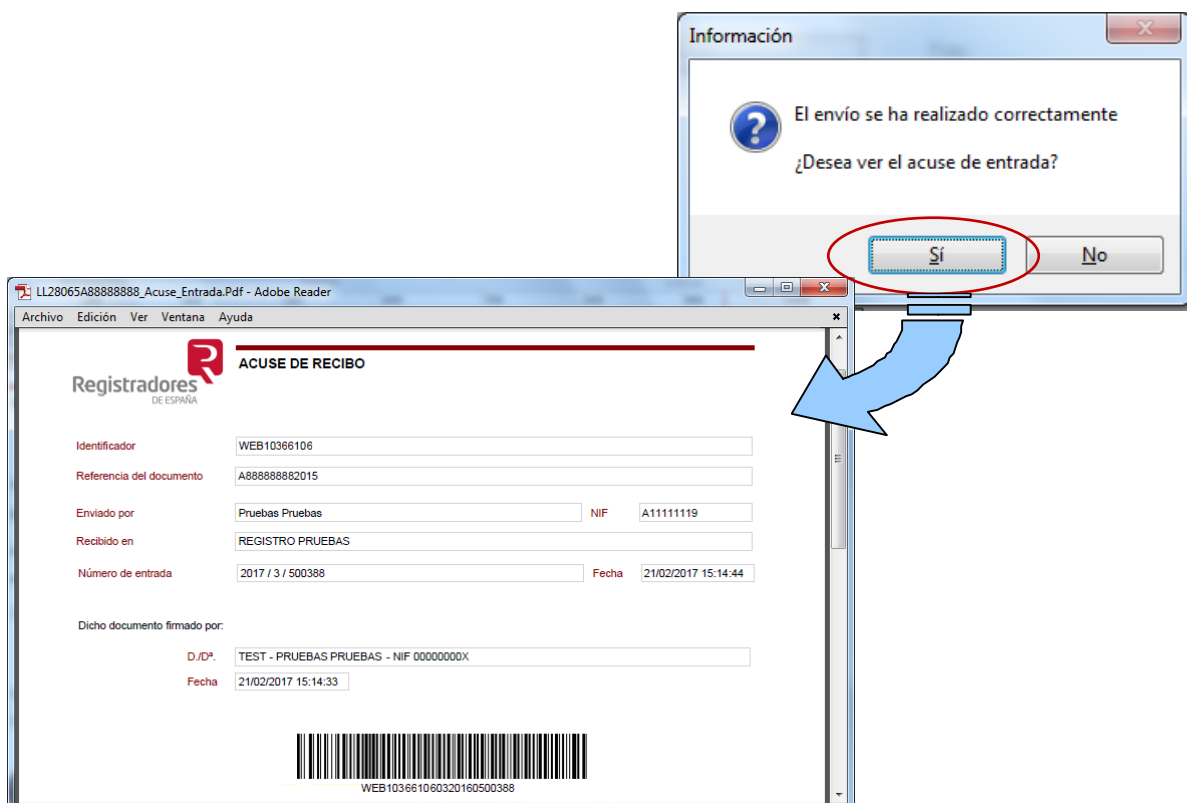 Información
El envío se ha realizado correctamente
¿Desea ver el acuse de entrada?
Sí No
LL28065A88888888_Acuse_Entrada.Pdf - Adobe Reader
Archivo Edición Ver Ventana Ayuda
Registradores
DE ESPAÑA
ACUSE DE RECIBO
Identificador WEB10366106
Referencia del documento A888888882015
Enviado por Pruebas Pruebas NIF A11111119
Recibido en REGISTRO PRUEBAS
Número de entrada 2017 / 3 / 500388 Fecha 21/02/2017 15:14:44
Dicho documento firmado por:
D./Dª. TEST - PRUEBAS PRUEBAS - NIF 00000000X
Fecha 21/02/2017 15:14:33
WEB103661060320160500388